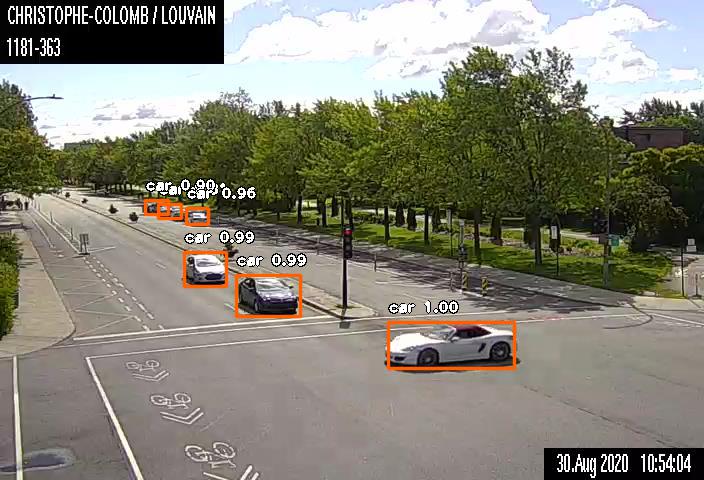 CHRISTOPHE-COLOMB / LOUVAIN
1181-363
car 0.90
car 0.96
car 0.99
car 0.99
car 1.00
30.Aug 2020 10:54:04